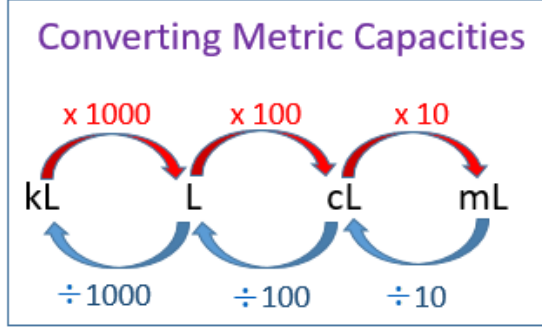 Converting Metric Capacities
x 1000 x 100 x 10
kL L cL mL
÷1000 ÷100 ÷10